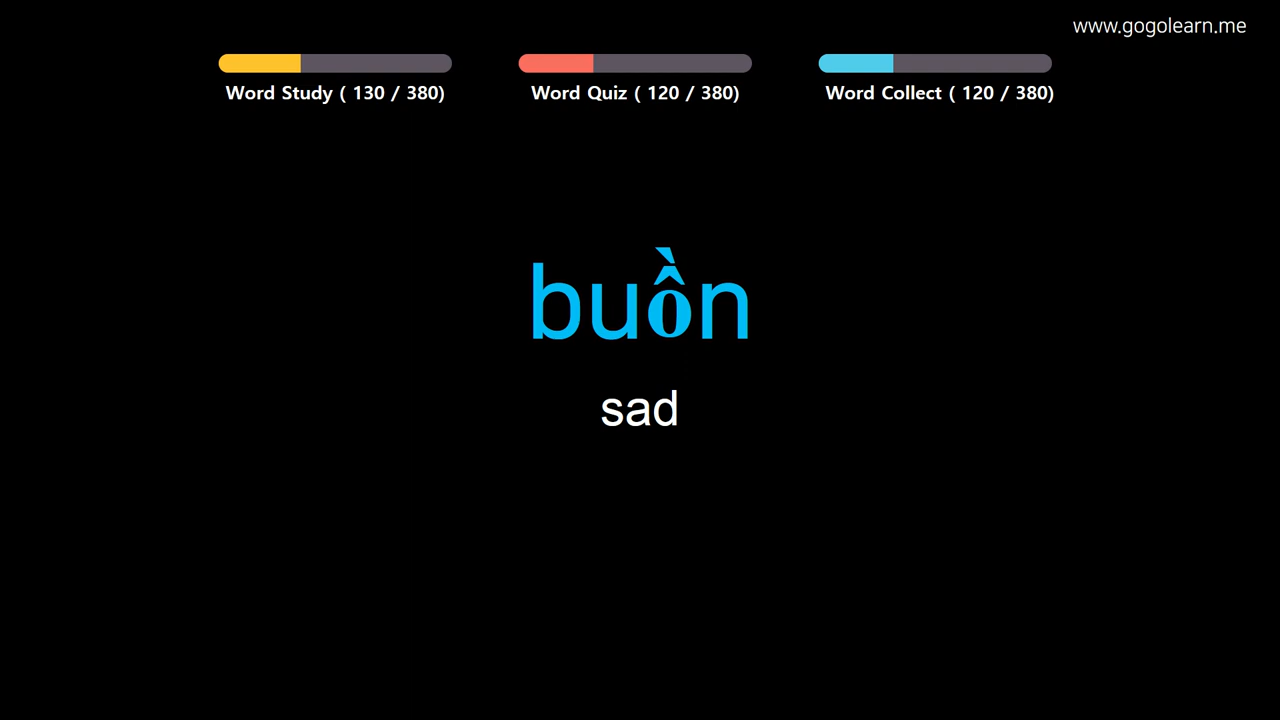 www.gogolearn.me
Word Study ( 130 / 380)
Word Quiz ( 120 / 380)
Word Collect ( 120 / 380)
buồn
sad